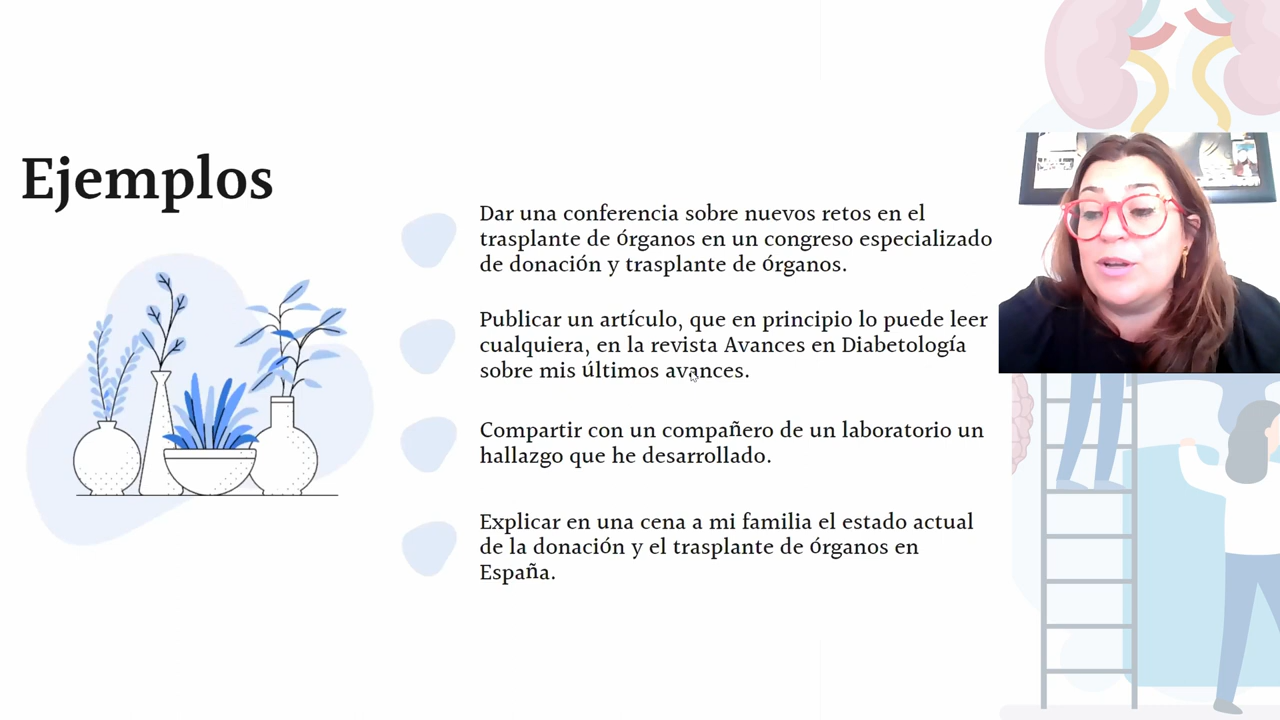 Ejemplos
Dar una conferencia sobre nuevos retos en el
trasplante de órganos en un congreso especializado
de donación y trasplante de órganos.
Publicar un artículo, que en principio lo puede leer
cualquiera, en la revista Avances en Diabetología
sobre mis últimos avances.
Compartir con un compañero de un laboratorio un
hallazgo que he desarrollado.
Explicar en una cena a mi familia el estado actual
de la donación y el trasplante de órganos en
España.